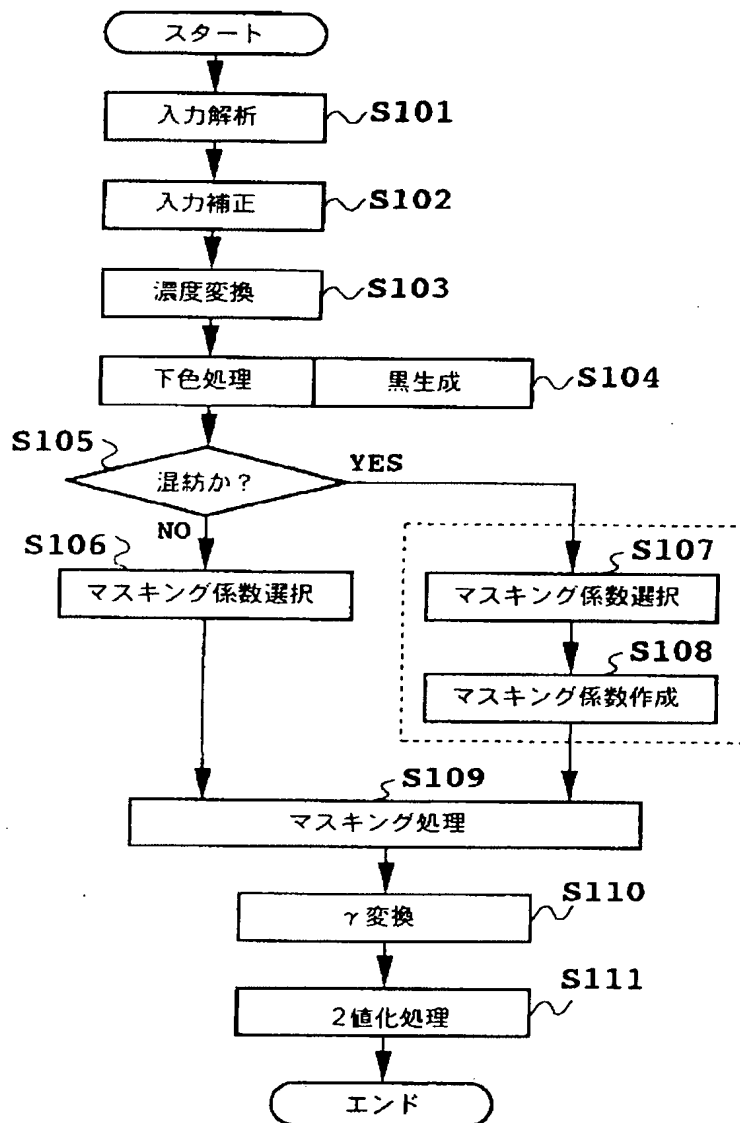 スタート
入力解析 S101
入力補正 S102
濃度変換 S103
下色処理 黒生成 S104
S105 混紡か? YES
NO
S106 マスキング係数選択
S107 マスキング係数選択
S108 マスキング係数作成
S109
マスキング処理
γ変換 S110
2値化処理 S111
エンド